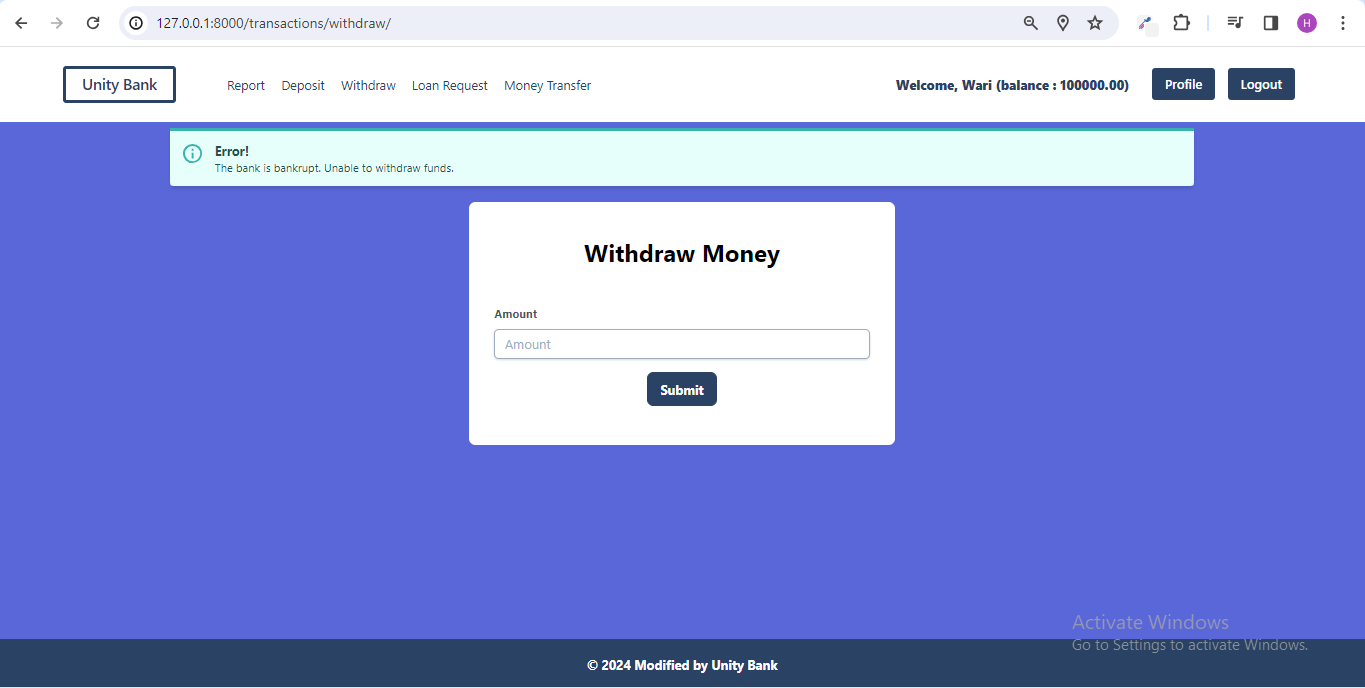 127.0.0.1:8000/transactions/withdraw/
H
Unity Bank
Report Deposit Withdraw Loan Request Money Transfer
Welcome, Wari (balance : 100000.00)
Profile
Logout
Error!
The bank is bankrupt. Unable to withdraw funds.
Withdraw Money
Amount
Amount
Submit
Activate Windows
Go to Settings to activate Windows.
© 2024 Modified by Unity Bank